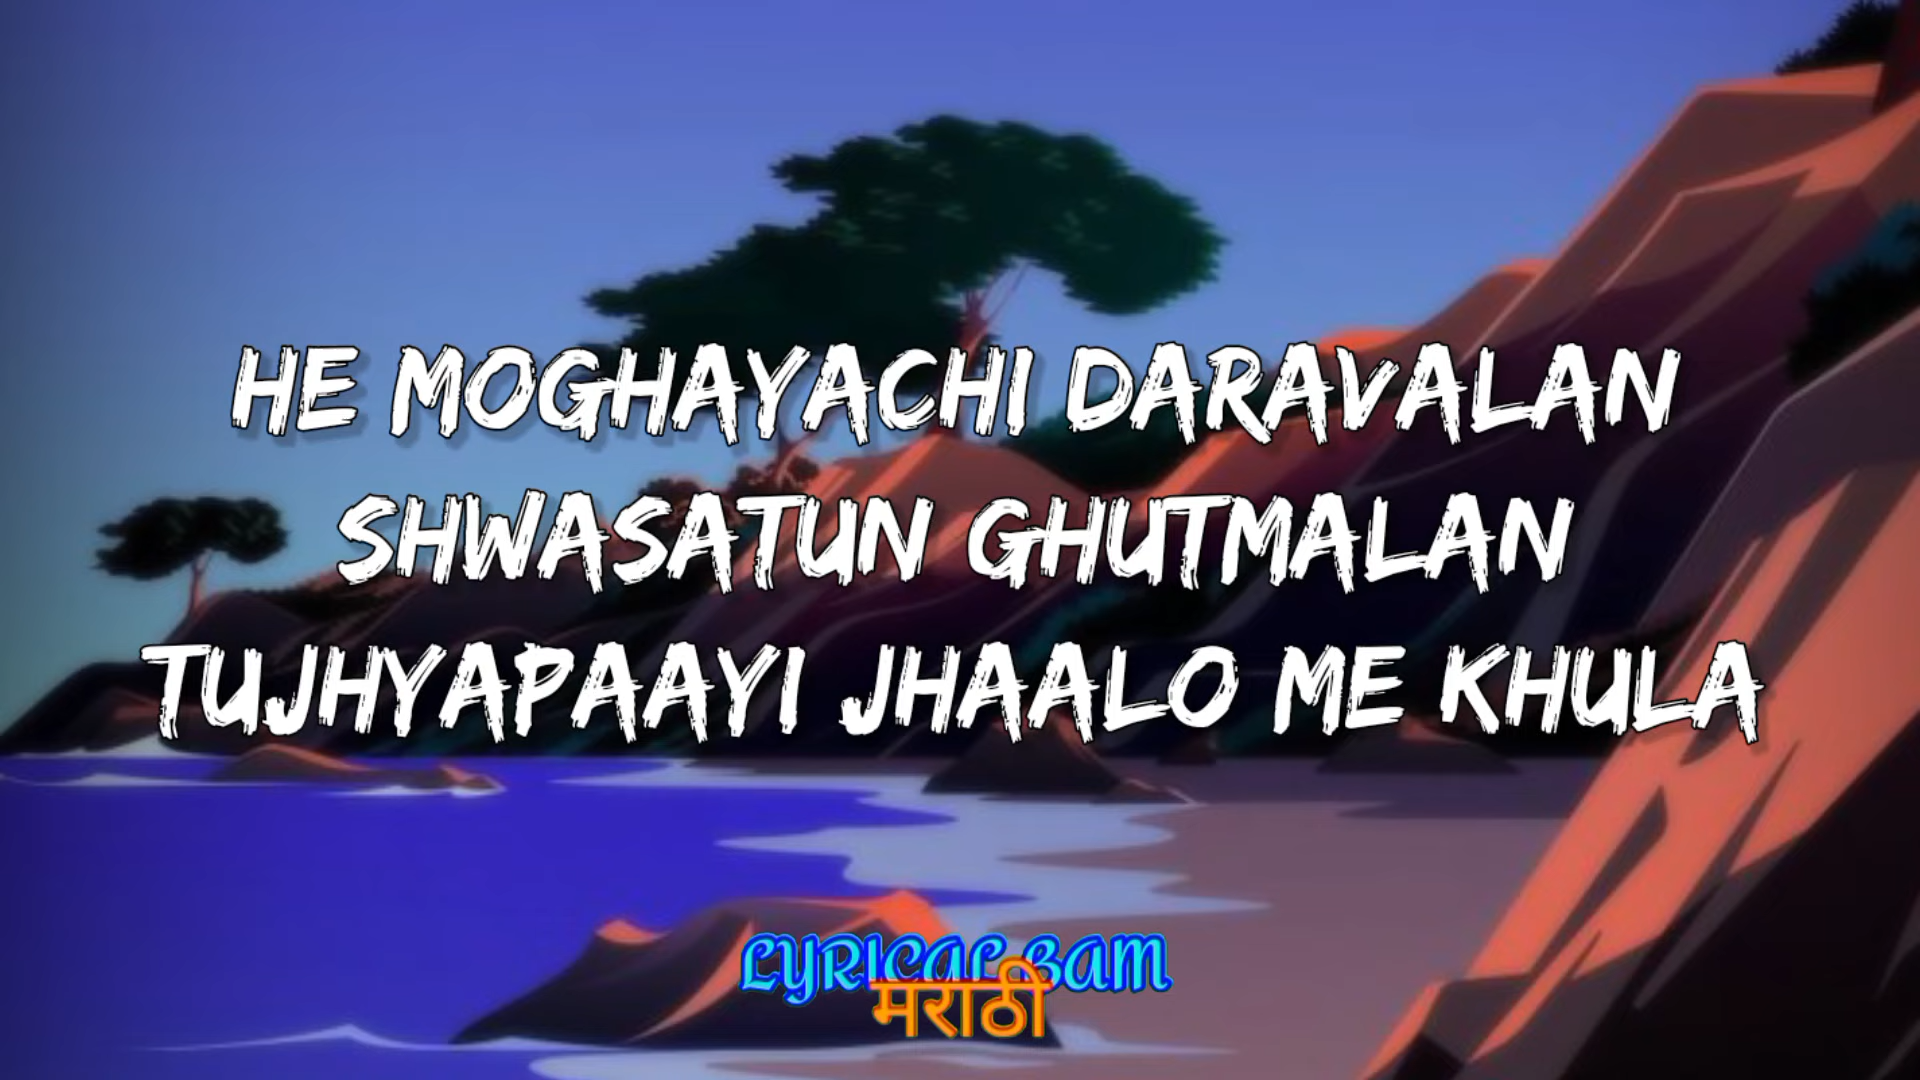 HE MOGHAYACHI DARAVALAN
SHWASATUN GHUTMALAN
TUJHYAPAAYI JHAALO ME KHULA
LYRICAL BAM
मराठी